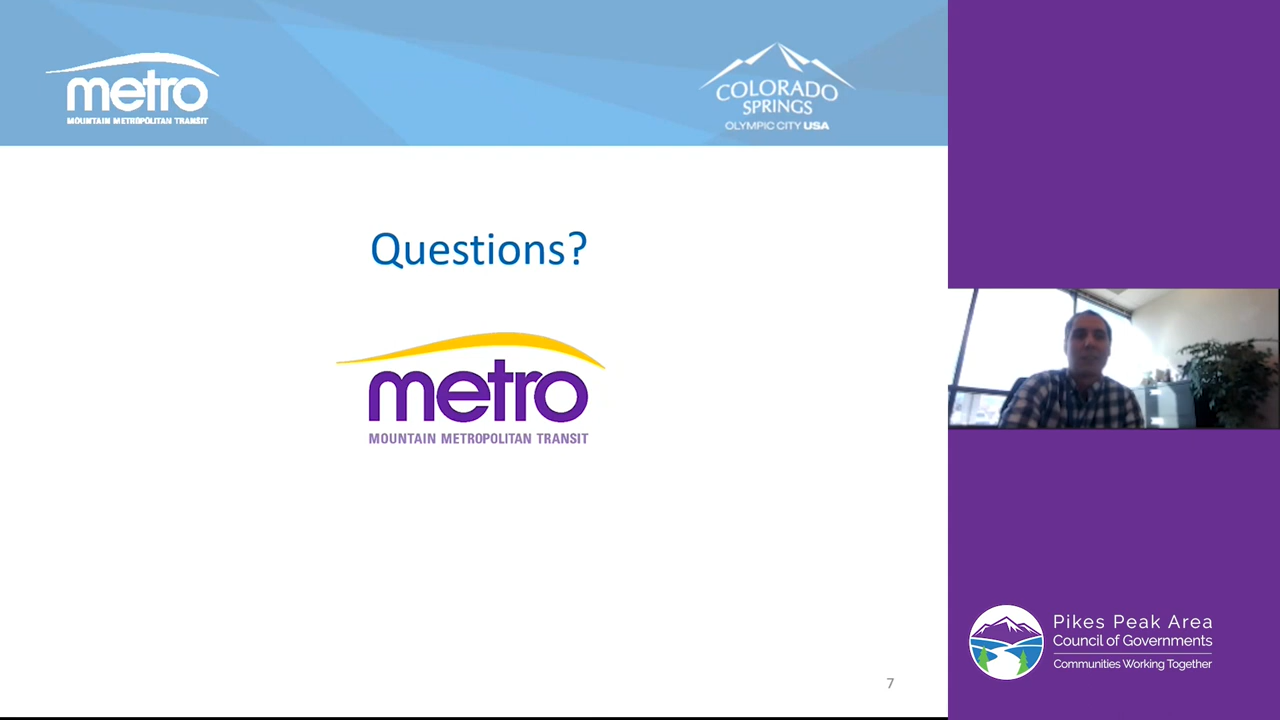 metro
MOUNTAIN METROPOLITAN TRANSIT
COLORADO
SPRINGS
OLYMPIC CITY USA
Questions?
metro
MOUNTAIN METROPOLITAN TRANSIT
7
Pikes Peak Area
Council of Governments
Communities Working Together